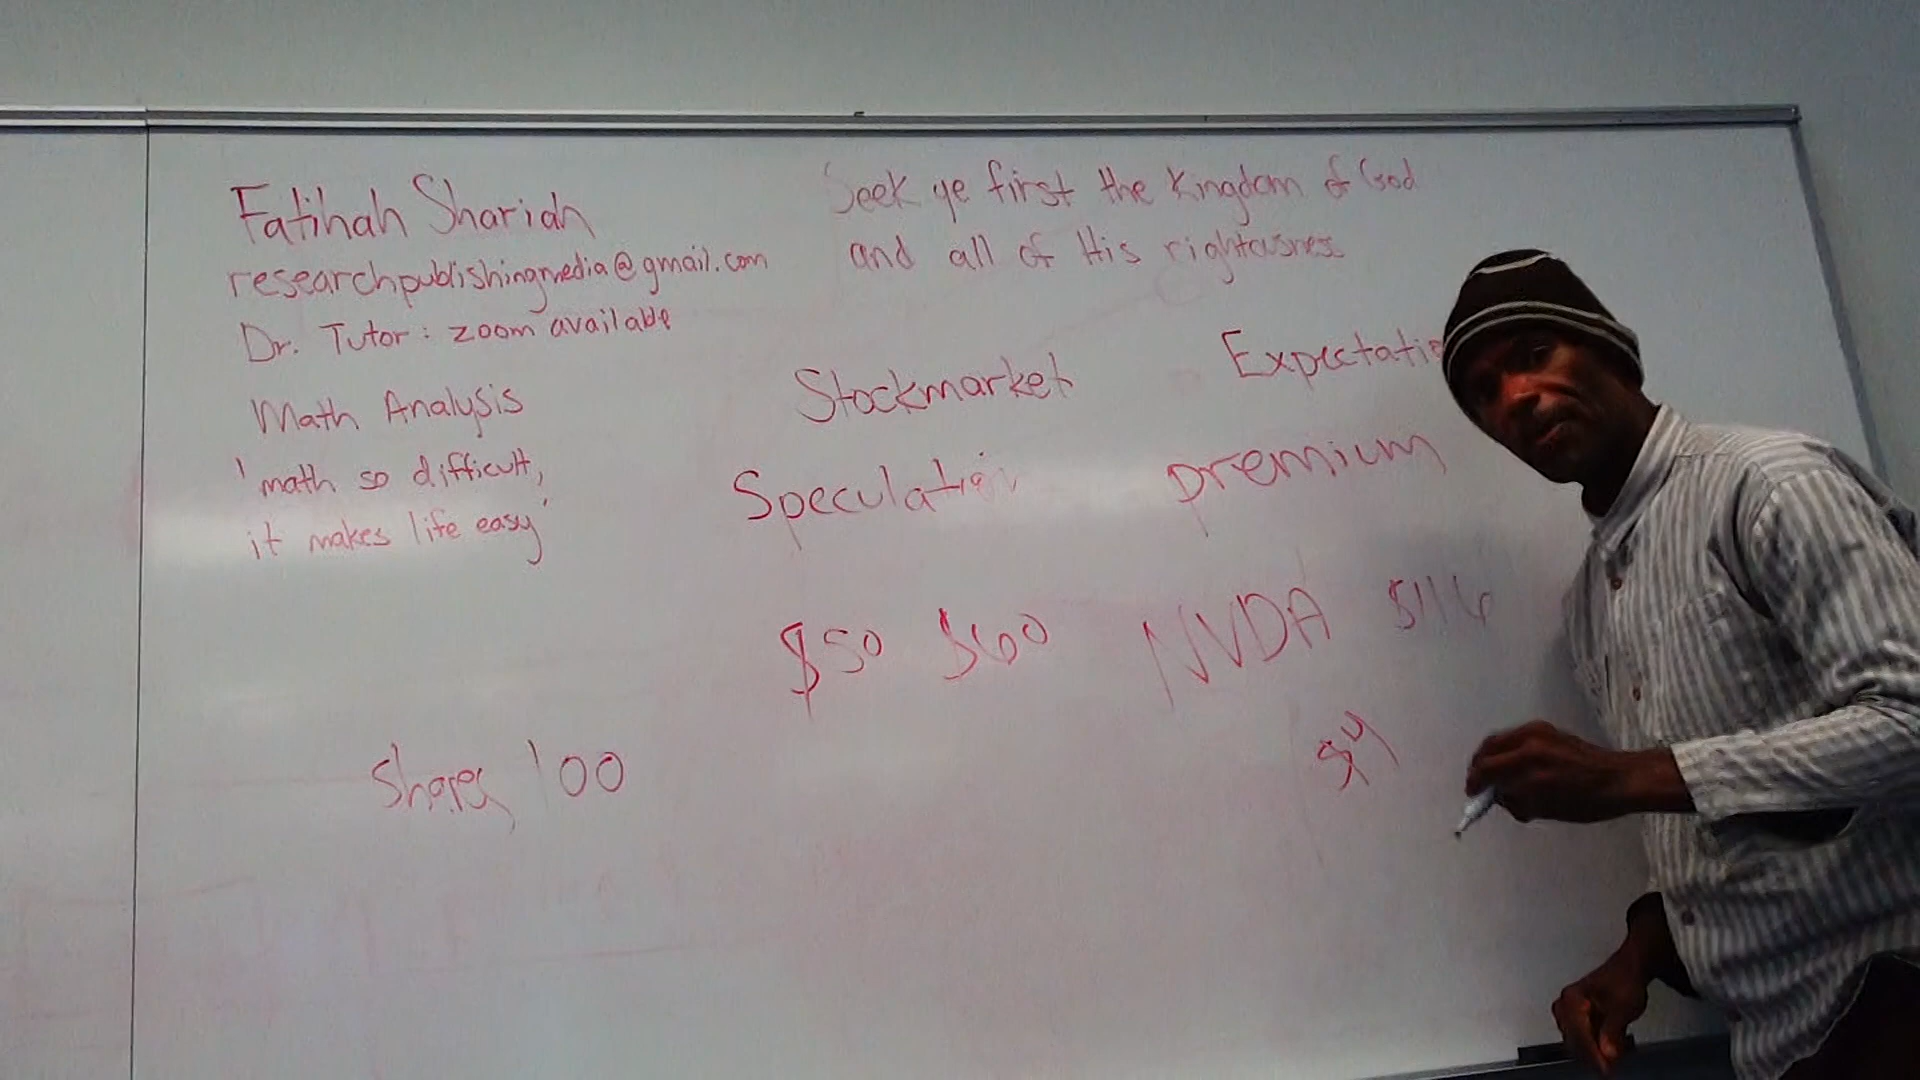 Fatihah Shariah
researchpublishingmedia@gmail.com
Dr. Tutor: zoom available
Math Analysis
'math so difficult,
it makes life easy'
Seek ye first the Kingdom of God
and all of His
Stockmarket
Expectatio
Speculation
premium
$50 $60 NVDA $116
Shares 100